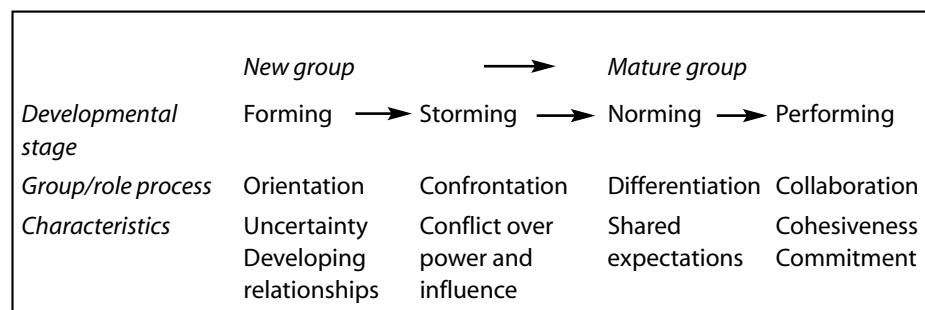 New group Mature group
Developmental Forming Storming Norming Performing
stage
Group/role process Orientation Confrontation Differentiation Collaboration
Characteristics Uncertainty Conflict over Shared Cohesiveness
Developing power and expectations Commitment
relationships influence